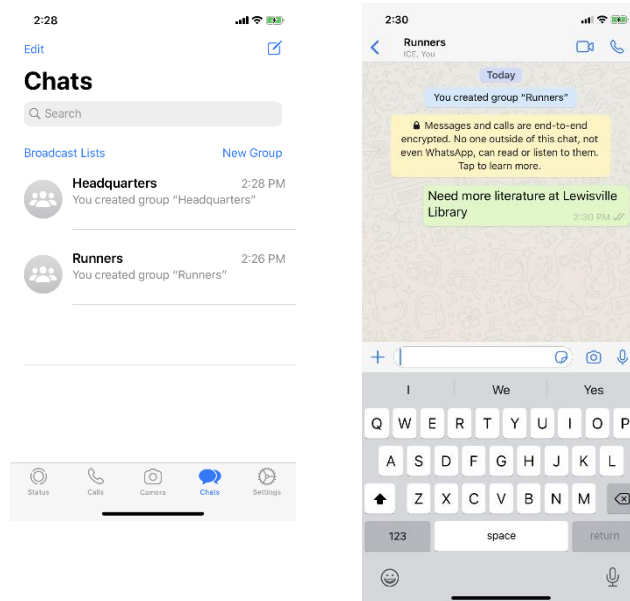 2:28
Edit
Chats
Search
Broadcast Lists New Group
Headquarters 2:28 PM
You created group “Headquarters”
Runners 2:26 PM
You created group “Runners”
Status Calls Camera Chats Settings
2:30
Runners
ICE, You
Today
You created group “Runners”
Messages and calls are end-to-end
encrypted. No one outside of this chat, not
even WhatsApp, can read or listen to them.
Tap to learn more.
Need more literature at Lewisville
Library
2:30 PM
I We Yes
Q W E R T Y U I O P
A S D F G H J K L
Z X C V B N M
123 space return